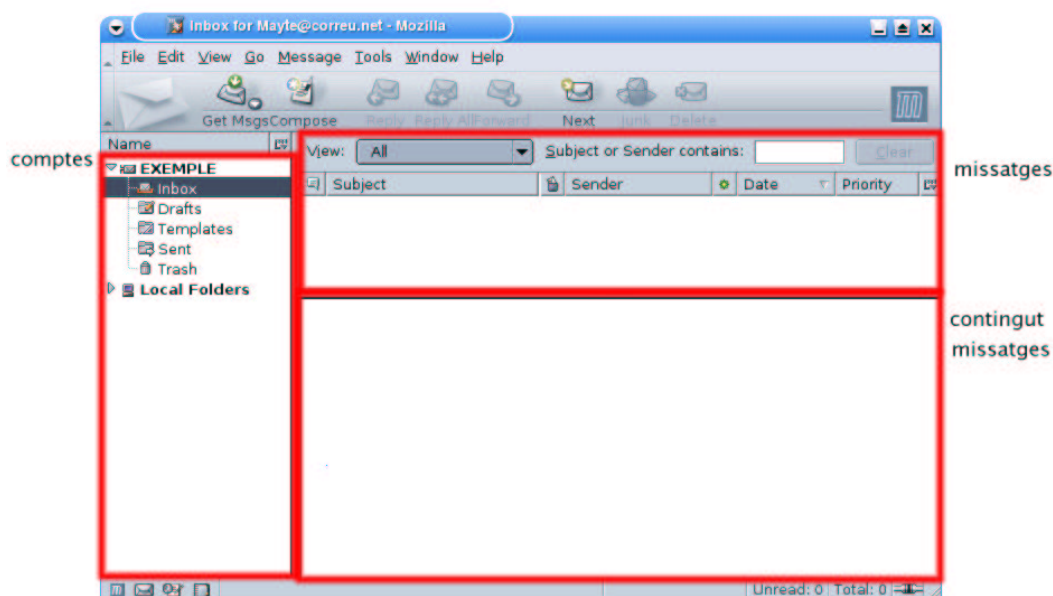 Inbox for Mayte@correu.net - Mozilla
File Edit View Go Message Tools Window Help
Get Msgs Compose Reply Reply All Forward Next Junk Delete
Name
comptes
EXEMPLE
Inbox
Drafts
Templates
Sent
Trash
Local Folders
View: All Subject or Sender contains: Clear
missatges
Subject Sender Date Priority
contingut
missatges
Unread: 0 Total: 0